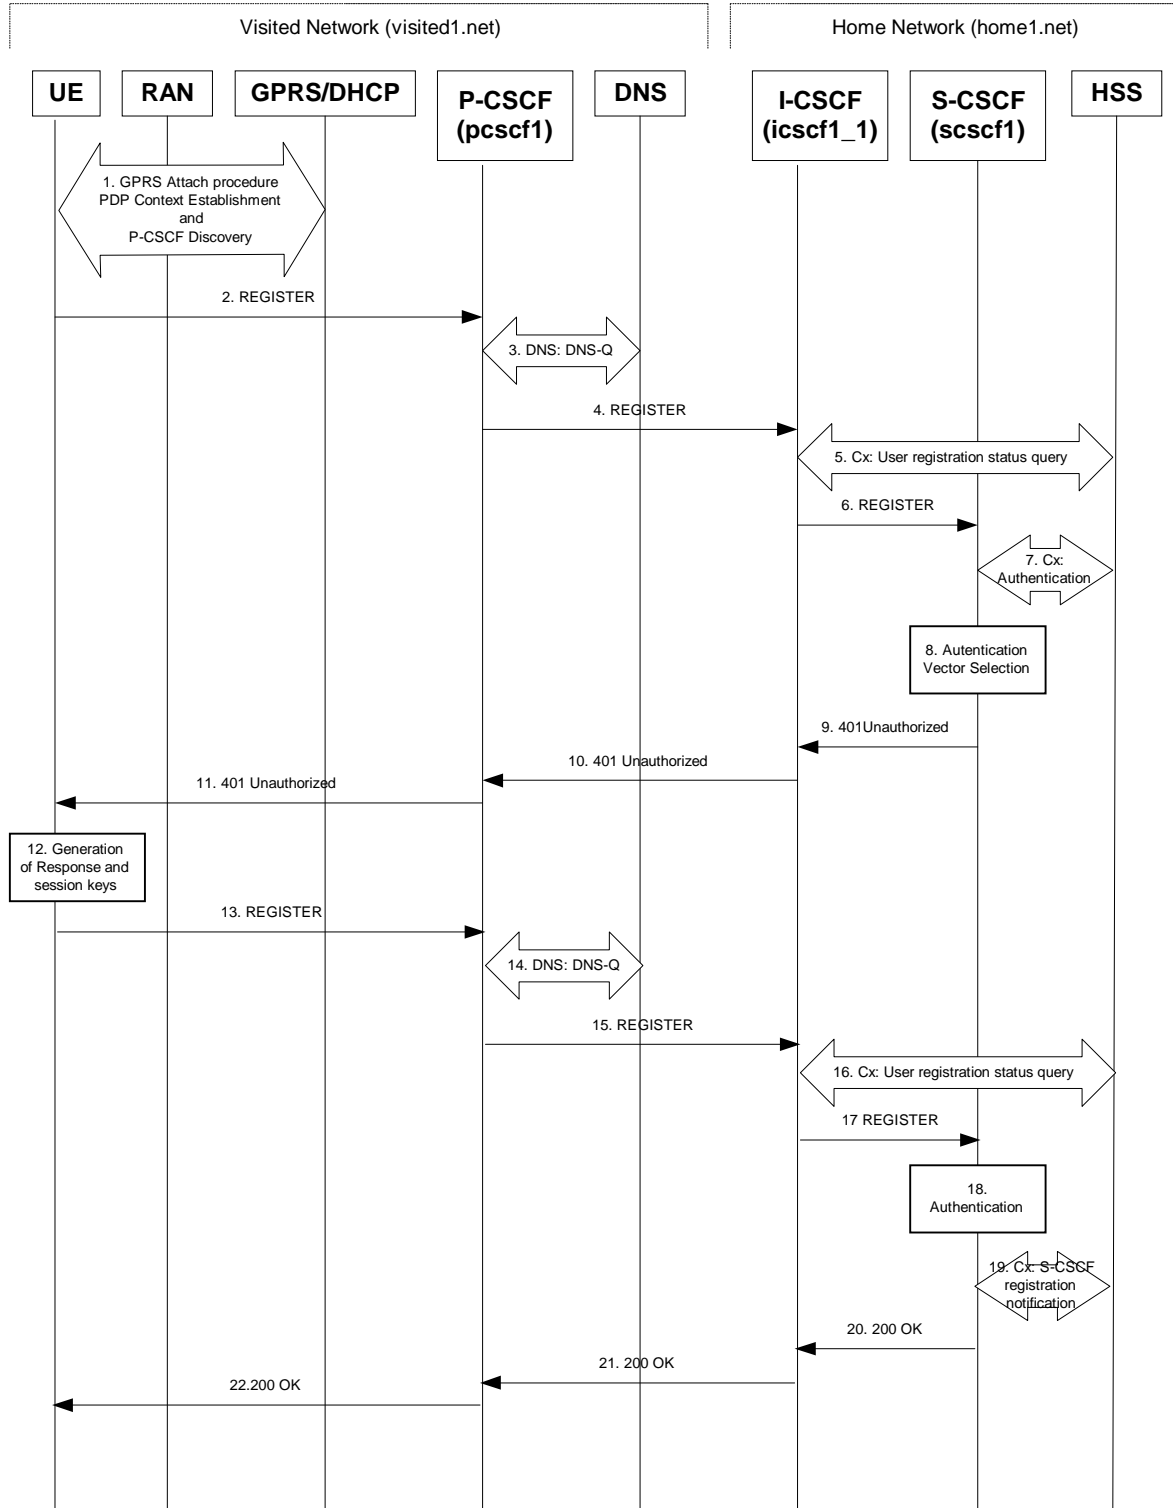 Visited Network (visited1.net)
Home Network (home1.net)
UE
RAN
GPRS/DHCP
P-CSCF
(pcscf1)
DNS
I-CSCF
(icscf1_1)
S-CSCF
(scscf1)
HSS
1. GPRS Attach procedure
PDP Context Establishment
and
P-CSCF Discovery
2. REGISTER
3. DNS: DNS-Q
4. REGISTER
5. Cx: User registration status query
6. REGISTER
7. Cx:
Authentication
8. Autentication
Vector Selection
9. 401Unauthorized
10. 401 Unauthorized
11. 401 Unauthorized
12. Generation
of Response and
session keys
13. REGISTER
14. DNS: DNS-Q
15. REGISTER
16. Cx: User registration status query
17 REGISTER
18.
Authentication
19. Cx: S-CSCF
registration
notification
20. 200 OK
21. 200 OK
22.200 OK